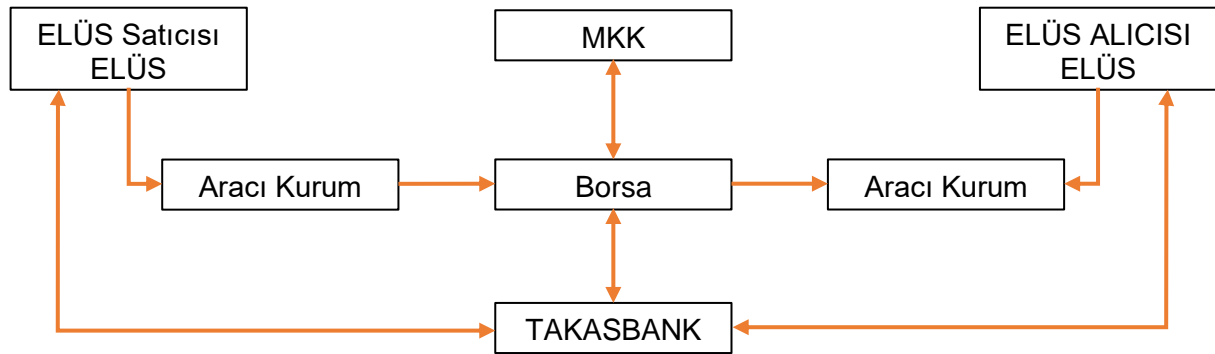 ELÜS Satıcısı
ELÜS
MKK
ELÜS ALICISI
ELÜS
Aracı Kurum
Borsa
Aracı Kurum
TAKASBANK